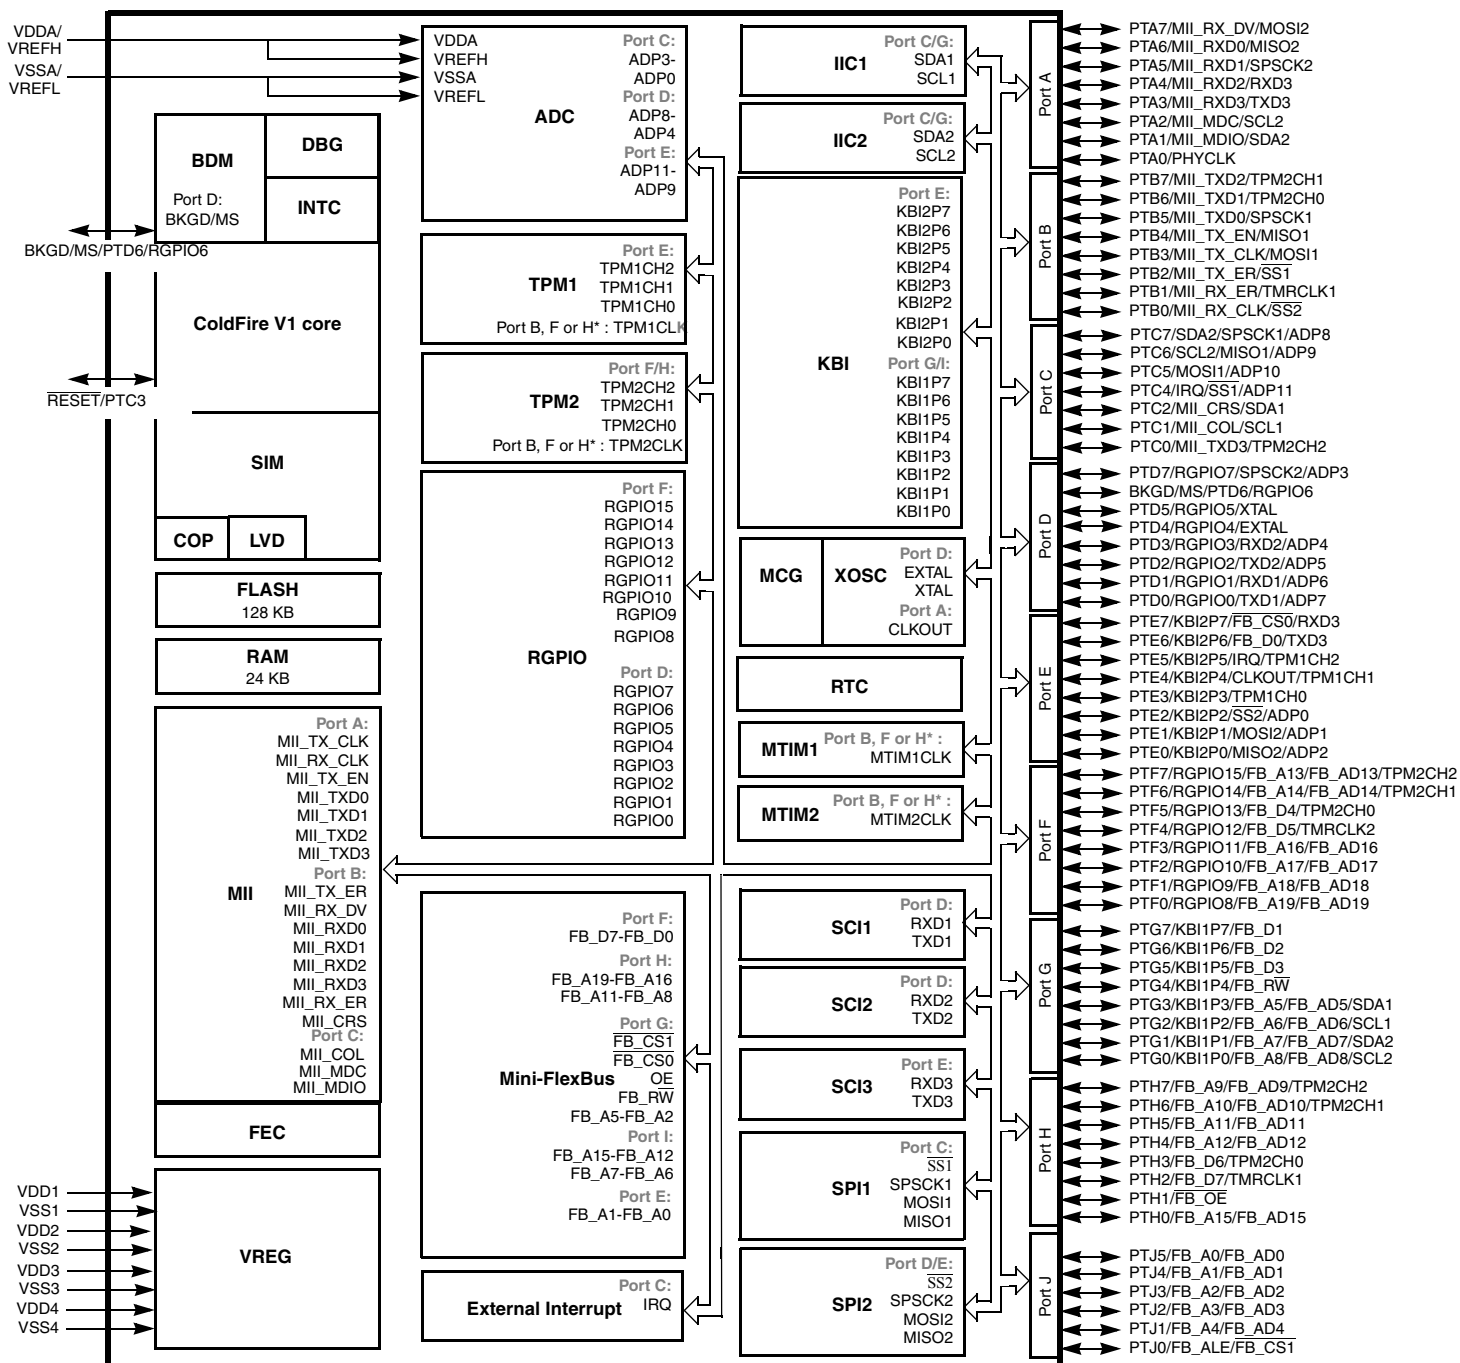 VDDA/
VREFH
VSSA/
VREFL
BDM
Port D:
BKGD/MS
DBG
INTC
BKGD/MS/PTD6/RGPIO6
ColdFire V1 core
RESET/PTC3
SIM
COP
LVD
FLASH
128 KB
RAM
24 KB
MII
Port A:
MII_TX_CLK
MII_RX_CLK
MII_TX_EN
MII_TXD0
MII_TXD1
MII_TXD2
MII_TXD3
Port B:
MII_TX_ER
MII_RX_DV
MII_RXD0
MII_RXD1
MII_RXD2
MII_RXD3
MII_RX_ER
MII_CRS
Port C:
MII_COL
MII_MDC
MII_MDIO
FEC
VREG
VDD1
VSS1
VDD2
VSS2
VDD3
VSS3
VDD4
VSS4
VDDA
VREFH
VSSA
VREFL
ADC
Port C:
ADP3-
ADP0
Port D:
ADP8-
ADP4
Port E:
ADP11-
ADP9
TPM1
Port E:
TPM1CH2
TPM1CH1
TPM1CH0
Port B, F or H* : TPM1CLK
TPM2
Port F/H:
TPM2CH2
TPM2CH1
TPM2CH0
Port B, F or H* : TPM2CLK
RGPIO
Port F:
RGPIO15
RGPIO14
RGPIO13
RGPIO12
RGPIO11
RGPIO10
RGPIO9
RGPIO8
Port D:
RGPIO7
RGPIO6
RGPIO5
RGPIO4
RGPIO3
RGPIO2
RGPIO1
RGPIO0
Mini-FlexBus
Port F:
FB_D7-FB_D0
Port H:
FB_A19-FB_A16
FB_A11-FB_A8
Port G:
FB_CS1
FB_CS0
OE
FB_RW
FB_A5-FB_A2
Port I:
FB_A15-FB_A12
FB_A7-FB_A6
Port E:
FB_A1-FB_A0
External Interrupt
Port C:
IRQ
IIC1
Port C/G:
SDA1
SCL1
IIC2
Port C/G:
SDA2
SCL2
KBI
Port E:
KBI2P7
KBI2P6
KBI2P5
KBI2P4
KBI2P3
KBI2P2
KBI2P1
KBI2P0
Port G/I:
KBI1P7
KBI1P6
KBI1P5
KBI1P4
KBI1P3
KBI1P2
KBI1P1
KBI1P0
MCG
XOSC
Port D:
EXTAL
XTAL
Port A:
CLKOUT
RTC
MTIM1
Port B, F or H* :
MTIM1CLK
MTIM2
Port B, F or H* :
MTIM2CLK
SCI1
Port D:
RXD1
TXD1
SCI2
Port D:
RXD2
TXD2
SCI3
Port E:
RXD3
TXD3
SPI1
Port C:
SS1
SPSCK1
MOSI1
MISO1
SPI2
Port D/E:
SS2
SPSCK2
MOSI2
MISO2
Port A
PTA7/MII_RX_DV/MOSI2
PTA6/MII_RXD0/MISO2
PTA5/MII_RXD1/SPSCK2
PTA4/MII_RXD2/RXD3
PTA3/MII_RXD3/TXD3
PTA2/MII_MDC/SCL2
PTA1/MII_MDIO/SDA2
PTA0/PHYCLK
Port B
PTB7/MII_TXD2/TPM2CH1
PTB6/MII_TXD1/TPM2CH0
PTB5/MII_TXD0/SPSCK1
PTB4/MII_TX_EN/MISO1
PTB3/MII_TX_CLK/MOSI1
PTB2/MII_TX_ER/SS1
PTB1/MII_RX_ER/TMRCLK1
PTB0/MII_RX_CLK/SS2
Port C
PTC7/SDA2/SPSCK1/ADP8
PTC6/SCL2/MISO1/ADP9
PTC5/MOSI1/ADP10
PTC4/IRQ/SS1/ADP11
PTC2/MII_CRS/SDA1
PTC1/MII_COL/SCL1
PTC0/MII_TXD3/TPM2CH2
Port D
PTD7/RGPIO7/SPSCK2/ADP3
BKGD/MS/PTD6/RGPIO6
PTD5/RGPIO5/XTAL
PTD4/RGPIO4/EXTAL
PTD3/RGPIO3/RXD2/ADP4
PTD2/RGPIO2/TXD2/ADP5
PTD1/RGPIO1/RXD1/ADP6
PTD0/RGPIO0/TXD1/ADP7
Port E
PTE7/KBI2P7/FB_CS0/RXD3
PTE6/KBI2P6/FB_D0/TXD3
PTE5/KBI2P5/IRQ/TPM1CH2
PTE4/KBI2P4/CLKOUT/TPM1CH1
PTE3/KBI2P3/TPM1CH0
PTE2/KBI2P2/SS2/ADP0
PTE1/KBI2P1/MOSI2/ADP1
PTE0/KBI2P0/MISO2/ADP2
Port F
PTF7/RGPIO15/FB_A13/FB_AD13/TPM2CH2
PTF6/RGPIO14/FB_A14/FB_AD14/TPM2CH1
PTF5/RGPIO13/FB_D4/TPM2CH0
PTF4/RGPIO12/FB_D5/TMRCLK2
PTF3/RGPIO11/FB_A16/FB_AD16
PTF2/RGPIO10/FB_A17/FB_AD17
PTF1/RGPIO9/FB_A18/FB_AD18
PTF0/RGPIO8/FB_A19/FB_AD19
Port G
PTG7/KBI1P7/FB_D1
PTG6/KBI1P6/FB_D2
PTG5/KBI1P5/FB_D3
PTG4/KBI1P4/FB_RW
PTG3/KBI1P3/FB_A5/FB_AD5/SDA1
PTG2/KBI1P2/FB_A6/FB_AD6/SCL1
PTG1/KBI1P1/FB_A7/FB_AD7/SDA2
PTG0/KBI1P0/FB_A8/FB_AD8/SCL2
Port H
PTH7/FB_A9/FB_AD9/TPM2CH2
PTH6/FB_A10/FB_AD10/TPM2CH1
PTH5/FB_A11/FB_AD11
PTH4/FB_A12/FB_AD12
PTH3/FB_D6/TPM2CH0
PTH2/FB_D7/TMRCLK1
PTH1/FB_OE
PTH0/FB_A15/FB_AD15
Port J
PTJ5/FB_A0/FB_AD0
PTJ4/FB_A1/FB_AD1
PTJ3/FB_A2/FB_AD2
PTJ2/FB_A3/FB_AD3
PTJ1/FB_A4/FB_AD4
PTJ0/FB_ALE/FB_CS1